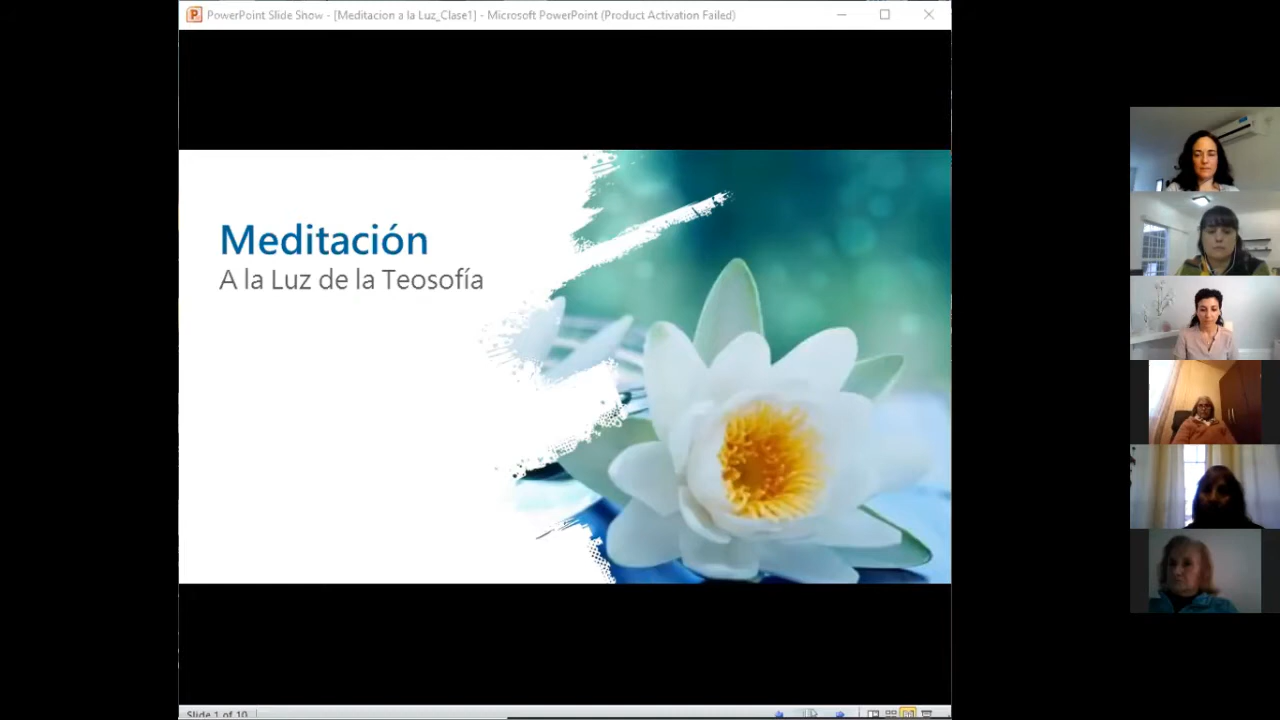 PowerPoint Slide Show - [Meditacion a la Luz_Clase1] - Microsoft PowerPoint (Product Activation Failed)
Meditación
A la Luz de la Teosofía
Slide 1 of 10